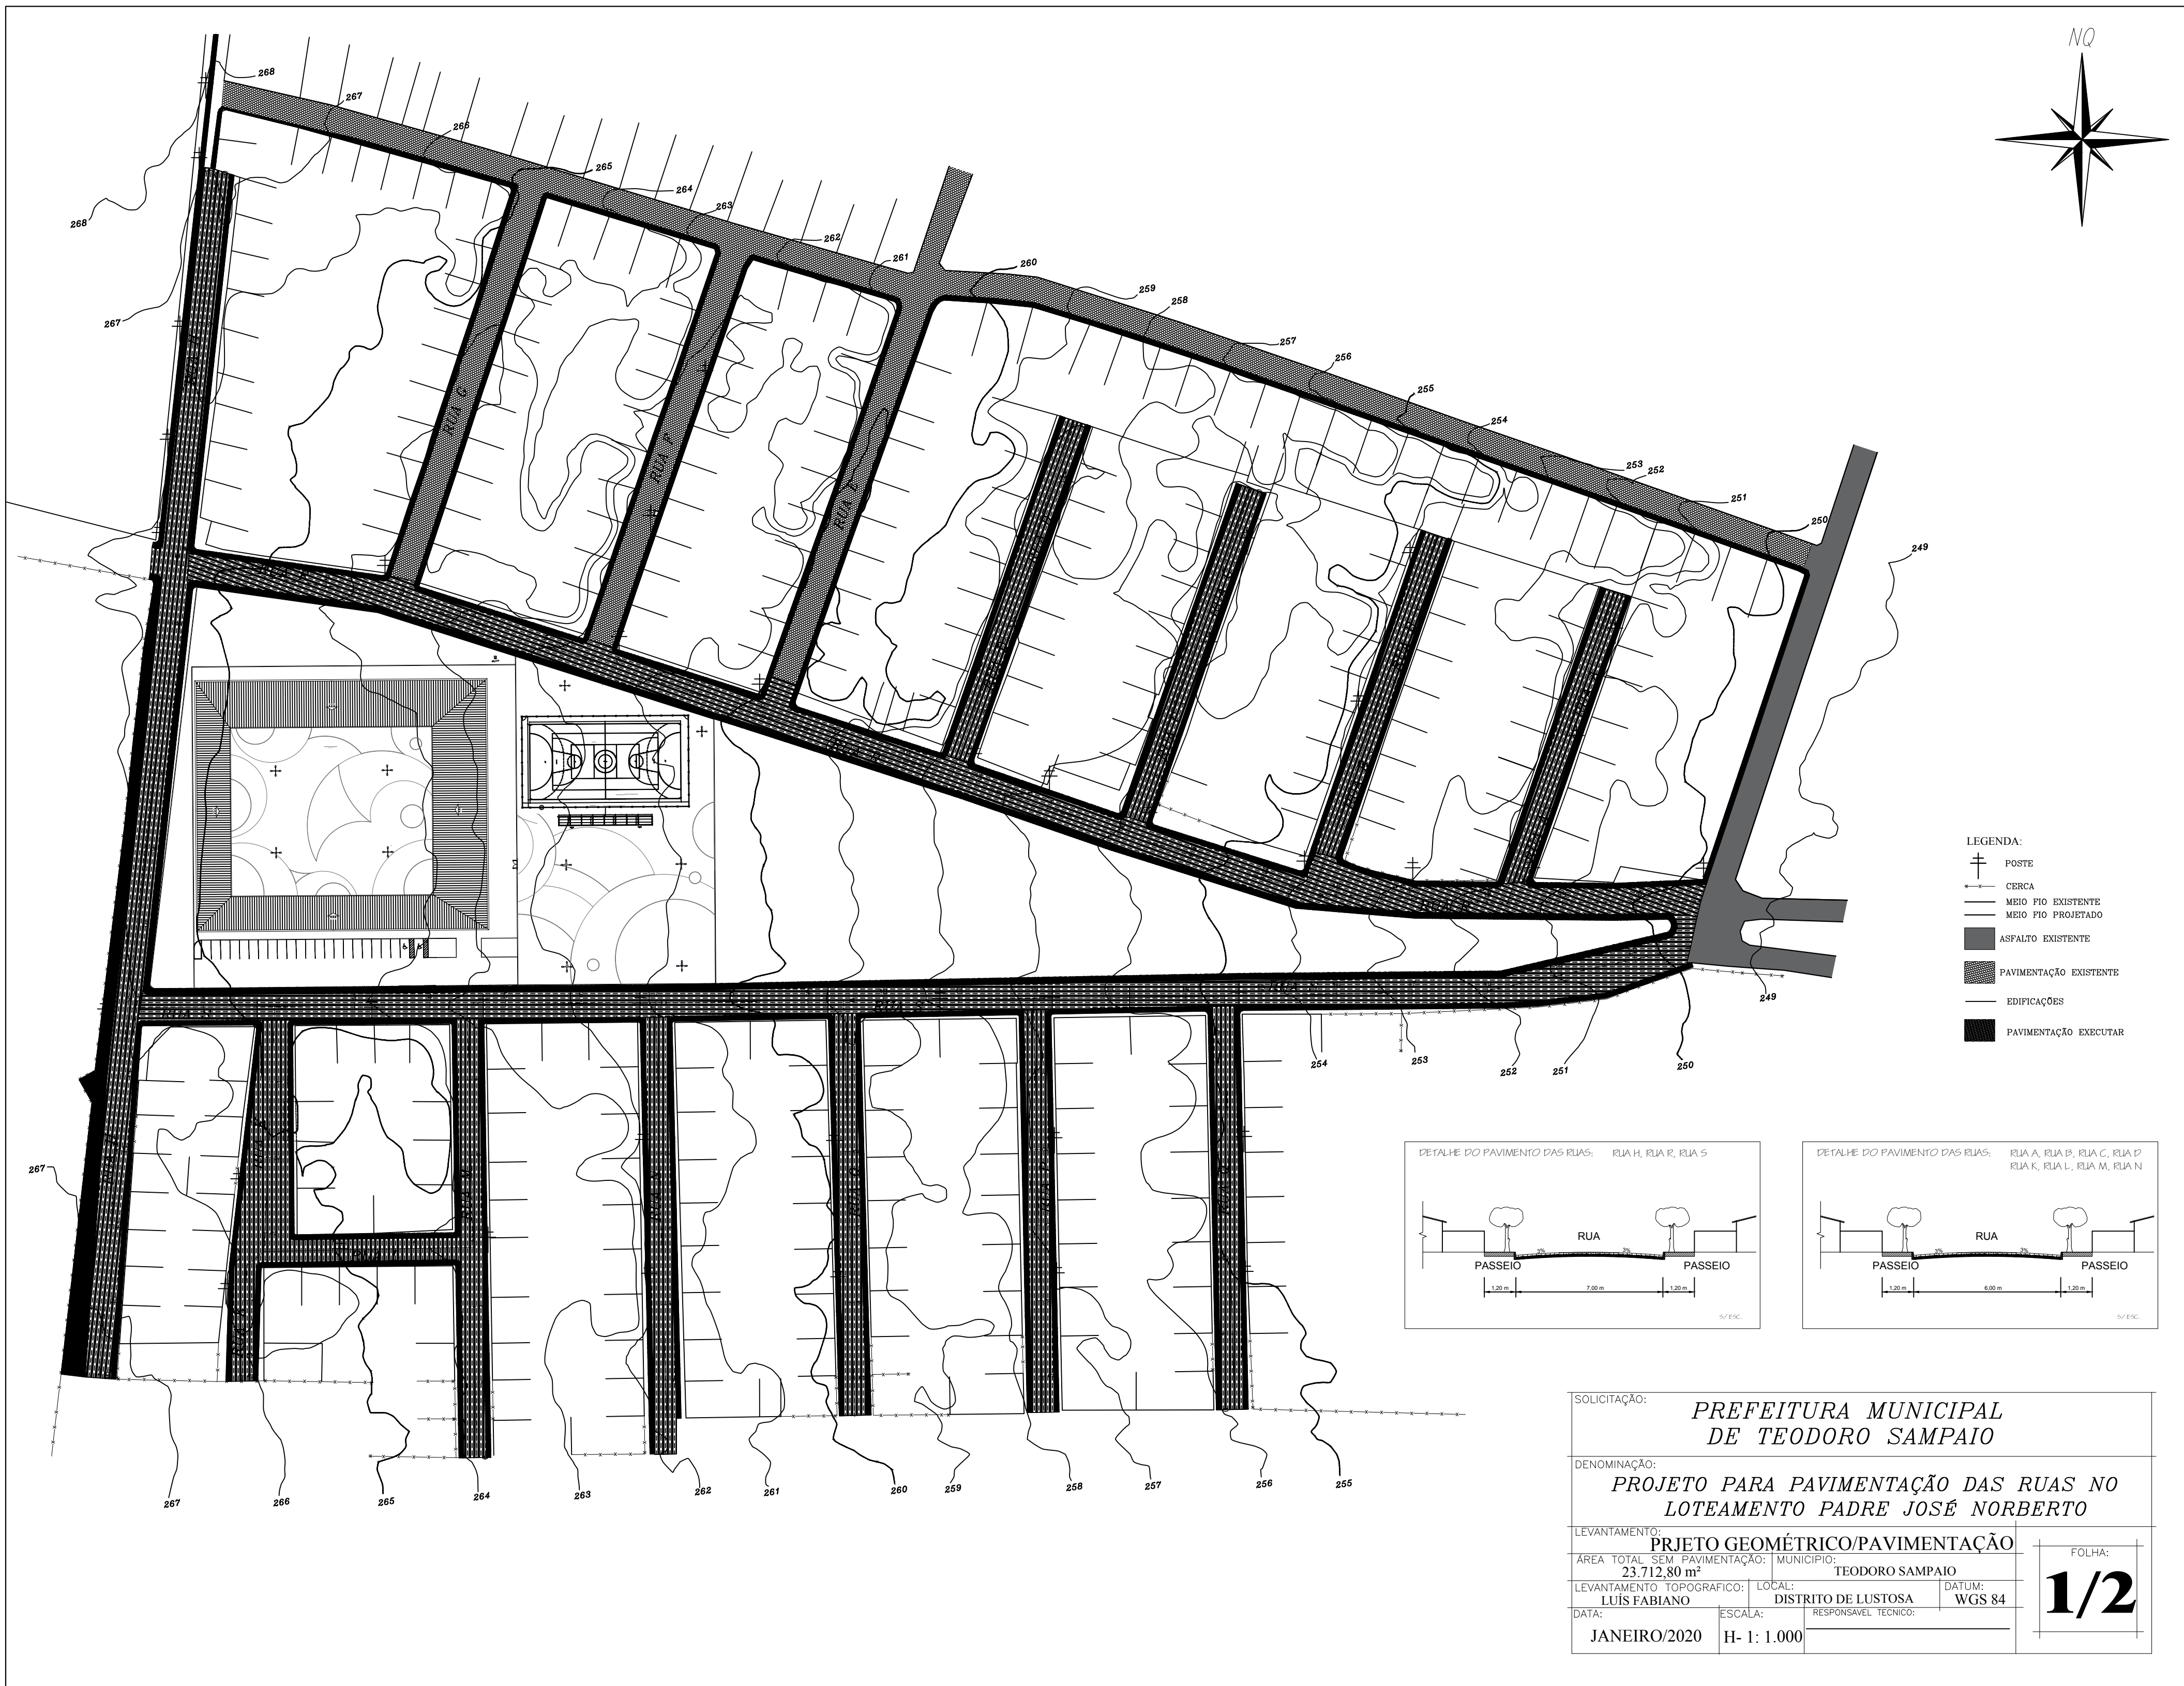 NQ
268
267
266
265
264
263
262
261
260
259
258
257
256
255
254
253
252
251
250
249
268
267
RUA G
RUA F
RUA E
LEGENDA:
POSTE
CERCA
MEIO FIO EXISTENTE
MEIO FIO PROJETADO
ASFALTO EXISTENTE
PAVIMENTAÇÃO EXISTENTE
EDIFICAÇÕES
PAVIMENTAÇÃO EXECUTAR
249
250
251
252
253
254
RUA S
267
267
266
265
264
263
262
261
260
259
258
257
256
255
DETALHE DO PAVIMENTO DAS RUAS: RUA H, RUA R, RUA S
RUA
3% 3%
PASSEIO PASSEIO
1,20 m 7,00 m 1,20 m
S/ ESC.
DETALHE DO PAVIMENTO DAS RUAS: RUA A, RUA B, RUA C, RUA D
RUA K, RUA L, RUA M, RUA N
RUA
3% 3%
PASSEIO PASSEIO
1,20 m 6,00 m 1,20 m
S/ ESC.
SOLICITAÇÃO:
PREFEITURA MUNICIPAL
DE TEODORO SAMPAIO
DENOMINAÇÃO:
PROJETO PARA PAVIMENTAÇÃO DAS RUAS NO
LOTEAMENTO PADRE JOSÉ NORBERTO
LEVANTAMENTO:
PRJETO GEOMÉTRICO/PAVIMENTAÇÃO
ÁREA TOTAL SEM PAVIMENTAÇÃO: MUNICIPIO:
23.712,80 m² TEODORO SAMPAIO
LEVANTAMENTO TOPOGRAFICO: LOCAL: DATUM:
LUÍS FABIANO DISTRITO DE LUSTOSA WGS 84
DATA: ESCALA: RESPONSAVEL TECNICO:
JANEIRO/2020 H- 1: 1.000
FOLHA:
1/2